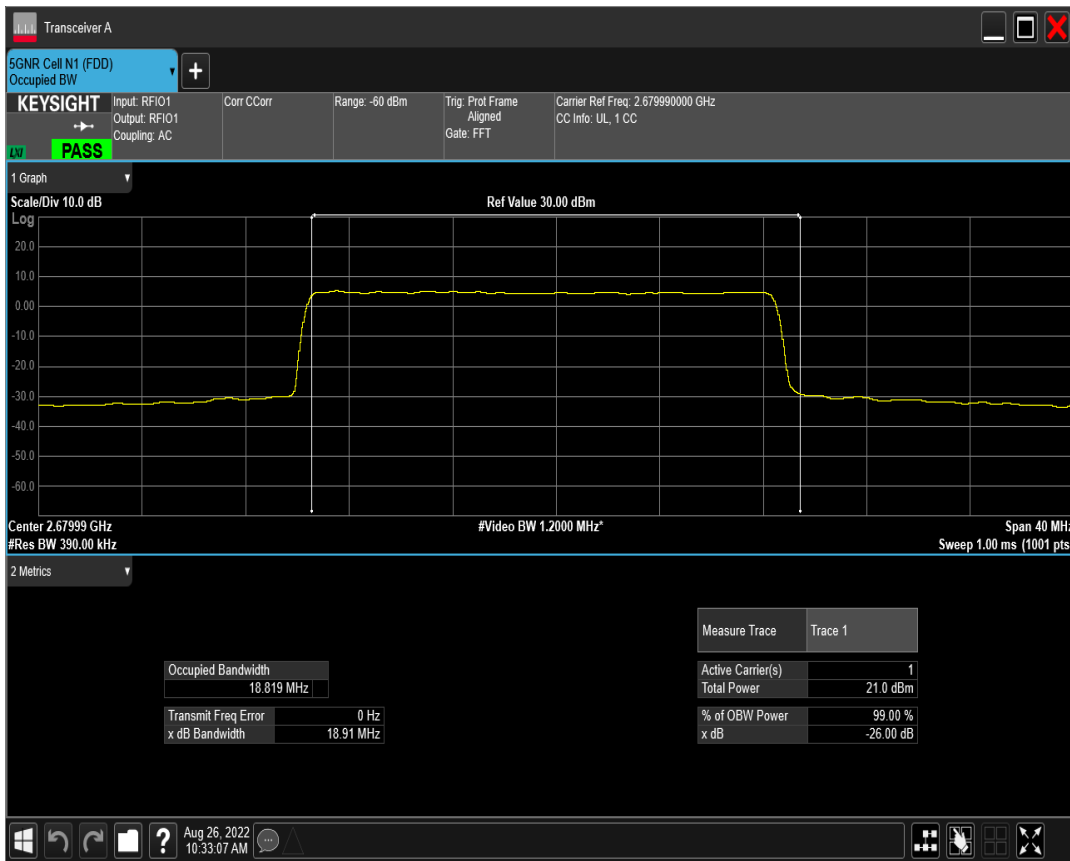 Transceiver A
5GNR Cell N1 (FDD)
Occupied BW
+
KEYSIGHT
LXI
PASS
Input: RFIO1
Output: RFIO1
Coupling: AC
Corr CCorr
Range: -60 dBm
Trig: Prot Frame
Aligned
Gate: FFT
Carrier Ref Freq: 2.679990000 GHz
CC Info: UL, 1 CC
1 Graph
Scale/Div 10.0 dB
Ref Value 30.00 dBm
Log
20.0
10.0
0.00
-10.0
-20.0
-30.0
-40.0
-50.0
-60.0
Center 2.67999 GHz
#Video BW 1.2000 MHz*
Span 40 MHz
#Res BW 390.00 kHz
Sweep 1.00 ms (1001 pts
2 Metrics
Measure Trace Trace 1
Occupied Bandwidth
18.819 MHz
Active Carrier(s) 1
Total Power 21.0 dBm
Transmit Freq Error 0 Hz
x dB Bandwidth 18.91 MHz
% of OBW Power 99.00 %
x dB -26.00 dB
?
Aug 26, 2022
10:33:07 AM